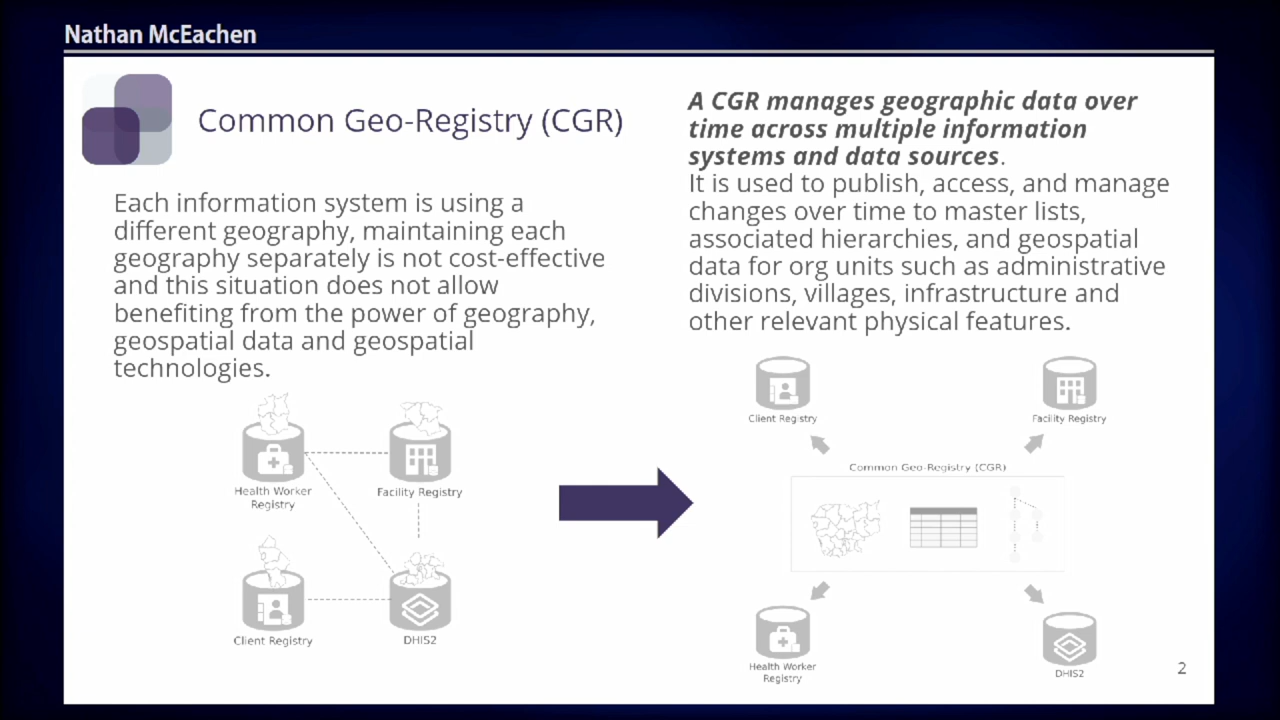 Nathan McEachen
Common Geo-Registry (CGR)
Each information system is using a
different geography, maintaining each
geography separately is not cost-effective
and this situation does not allow
benefiting from the power of geography,
geospatial data and geospatial
technologies.
Health Worker
Registry
Facility Registry
Client Registry
DHIS2
A CGR manages geographic data over
time across multiple information
systems and data sources.
It is used to publish, access, and manage
changes over time to master lists,
associated hierarchies, and geospatial
data for org units such as administrative
divisions, villages, infrastructure and
other relevant physical features.
Client Registry
Facility Registry
Common Geo-Registry (CGR)
Health Worker
Registry
DHIS2
2